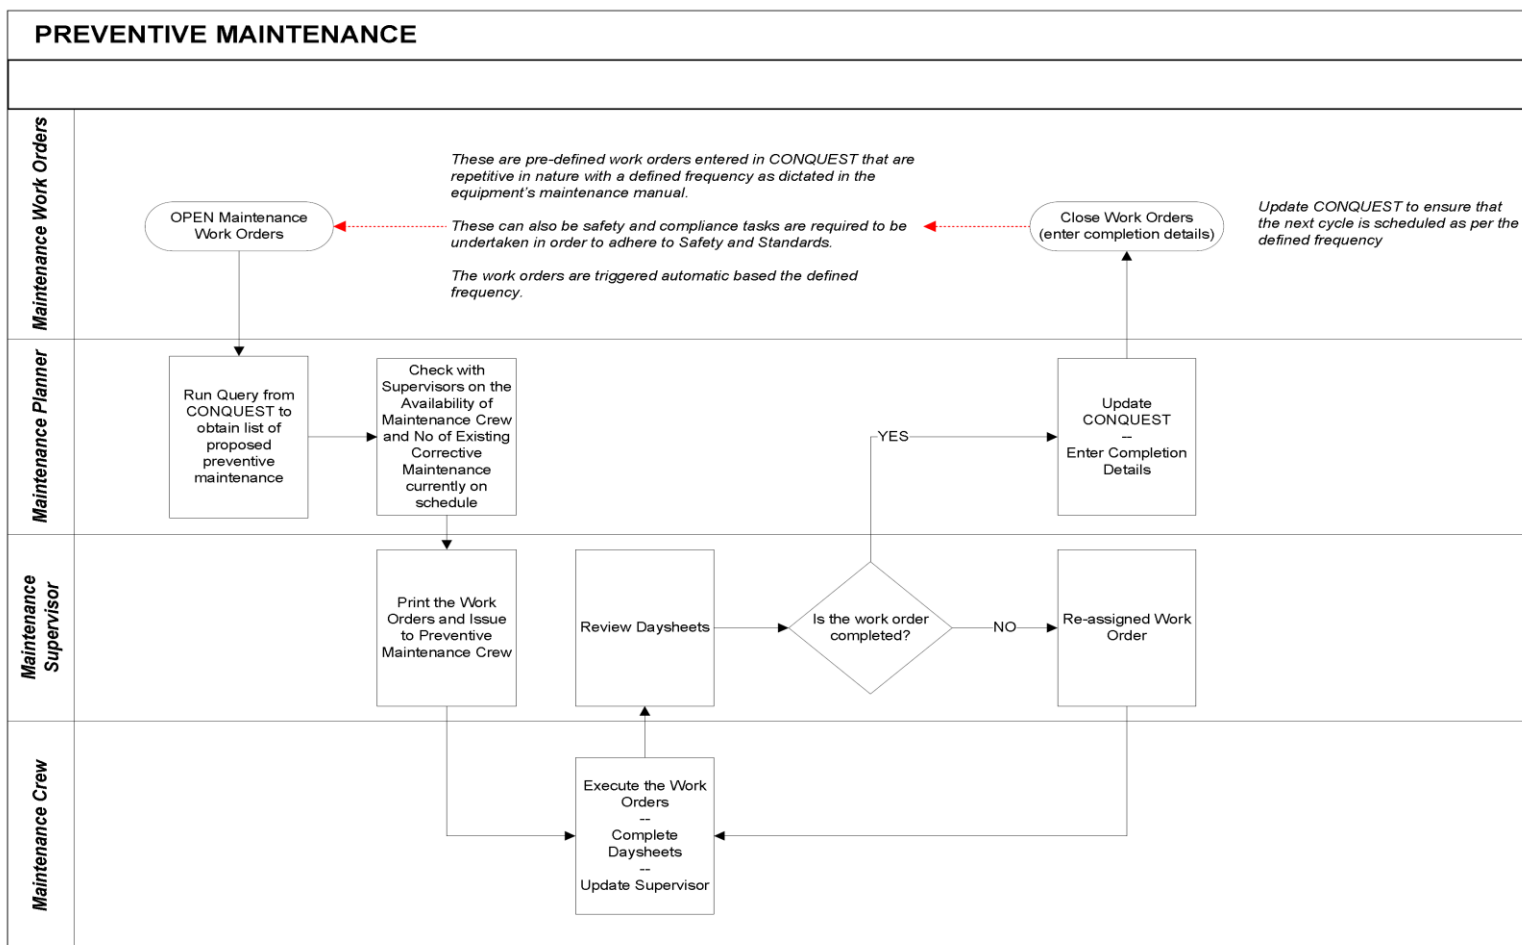 PREVENTIVE MAINTENANCE
Maintenance Work Orders
OPEN Maintenance
Work Orders
These are pre-defined work orders entered in CONQUEST that are
repetitive in nature with a defined frequency as dictated in the
equipment's maintenance manual.
These can also be safety and compliance tasks are required to be
undertaken in order to adhere to Safety and Standards.
The work orders are triggered automatic based the defined
frequency.
Close Work Orders
(enter completion details)
Update CONQUEST to ensure that
the next cycle is scheduled as per the
defined frequency
Maintenance Planner
Run Query from
CONQUEST to
obtain list of
proposed
preventive
maintenance
Check with
Supervisors on the
Availability of
Maintenance Crew
and No of Existing
Corrective
Maintenance
currently on
schedule
YES
Update
CONQUEST
--
Enter Completion
Details
Maintenance
Supervisor
Print the Work
Orders and Issue
to Preventive
Maintenance Crew
Review Daysheets
Is the work order
completed?
NO
Re-assigned Work
Order
Maintenance Crew
Execute the Work
Orders
--
Complete
Daysheets
--
Update Supervisor